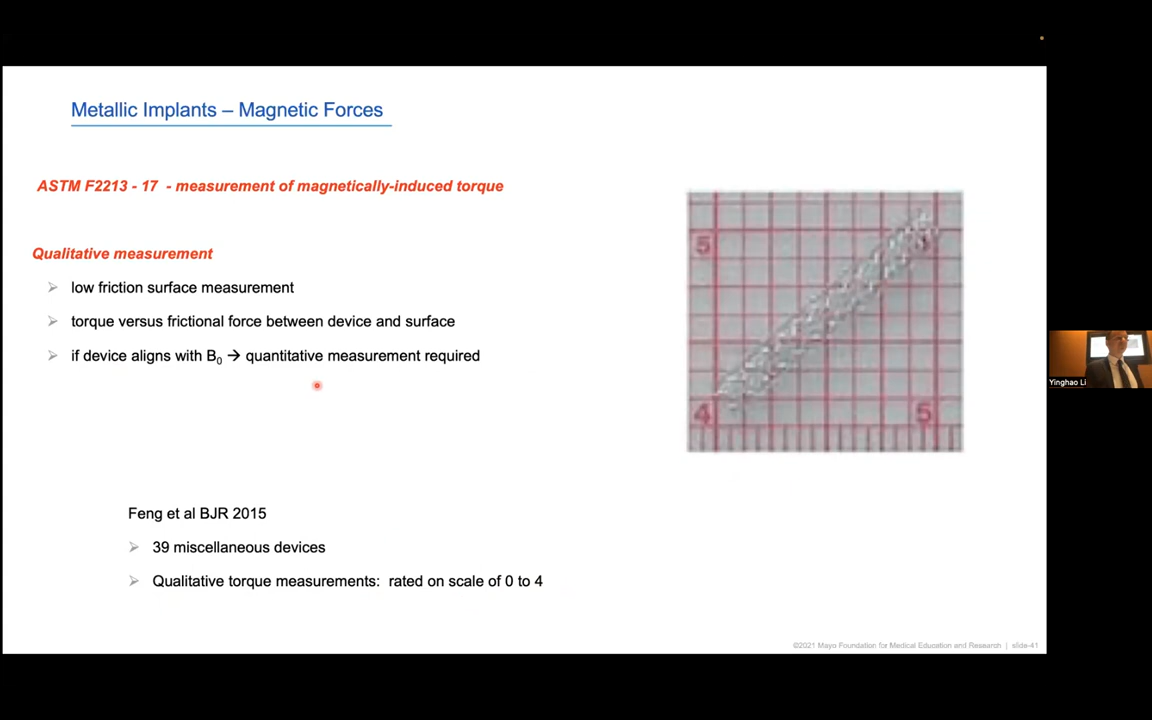 Metallic Implants – Magnetic Forces
ASTM F2213 - 17 - measurement of magnetically-induced torque
Qualitative measurement
low friction surface measurement
torque versus frictional force between device and surface
if device aligns with B0 → quantitative measurement required
5
4
5
Feng et al BJR 2015
39 miscellaneous devices
Qualitative torque measurements: rated on scale of 0 to 4
©2021 Mayo Foundation for Medical Education and Research | slide-41
Yinghao Li